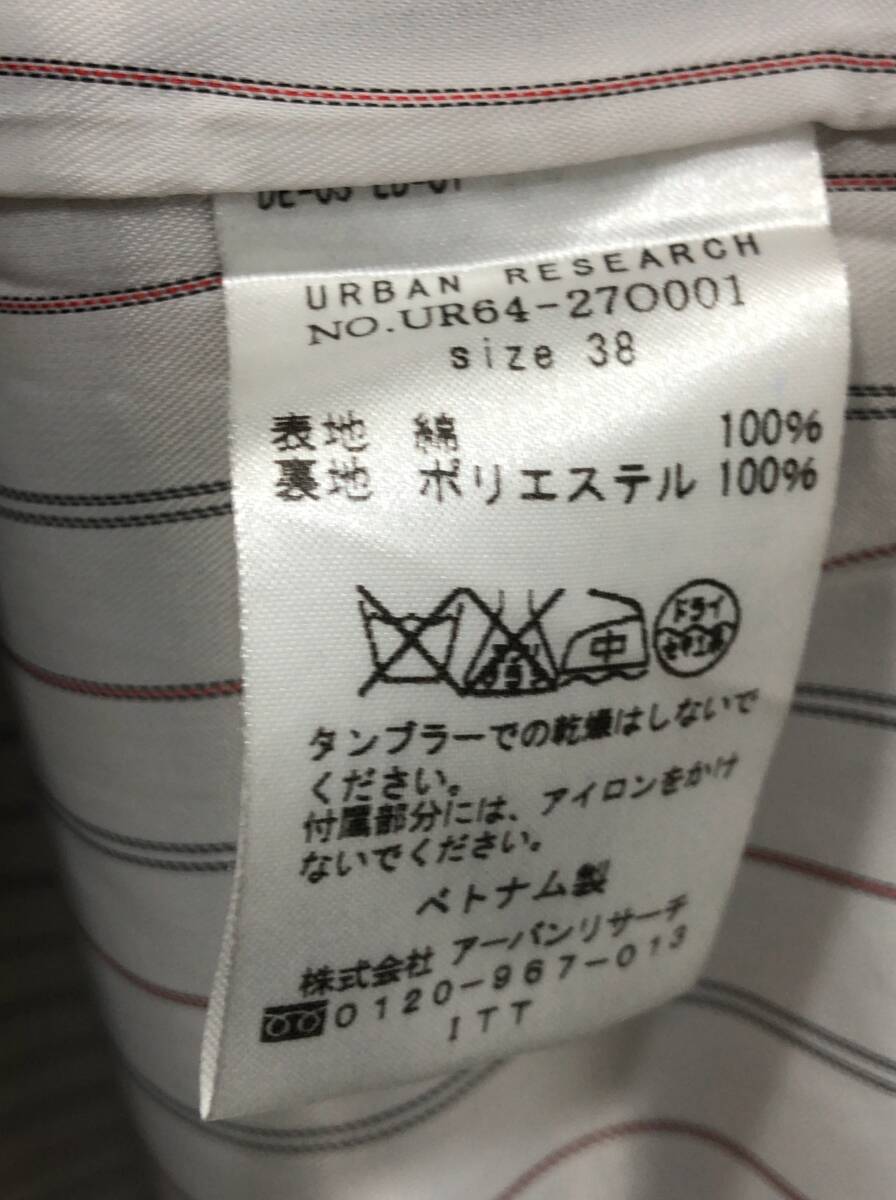 URBAN RESEARCH
NO.UR64-270001
size 38
表地 綿 100%
裏地 ポリエステル 100%
中
ドライ
タンブラーでの乾燥はしないで
ください。
付属部分には、アイロンをかけ
ないでください。
ベトナム製
株式会社 アーバンリサーチ
0120-967-013
ITT